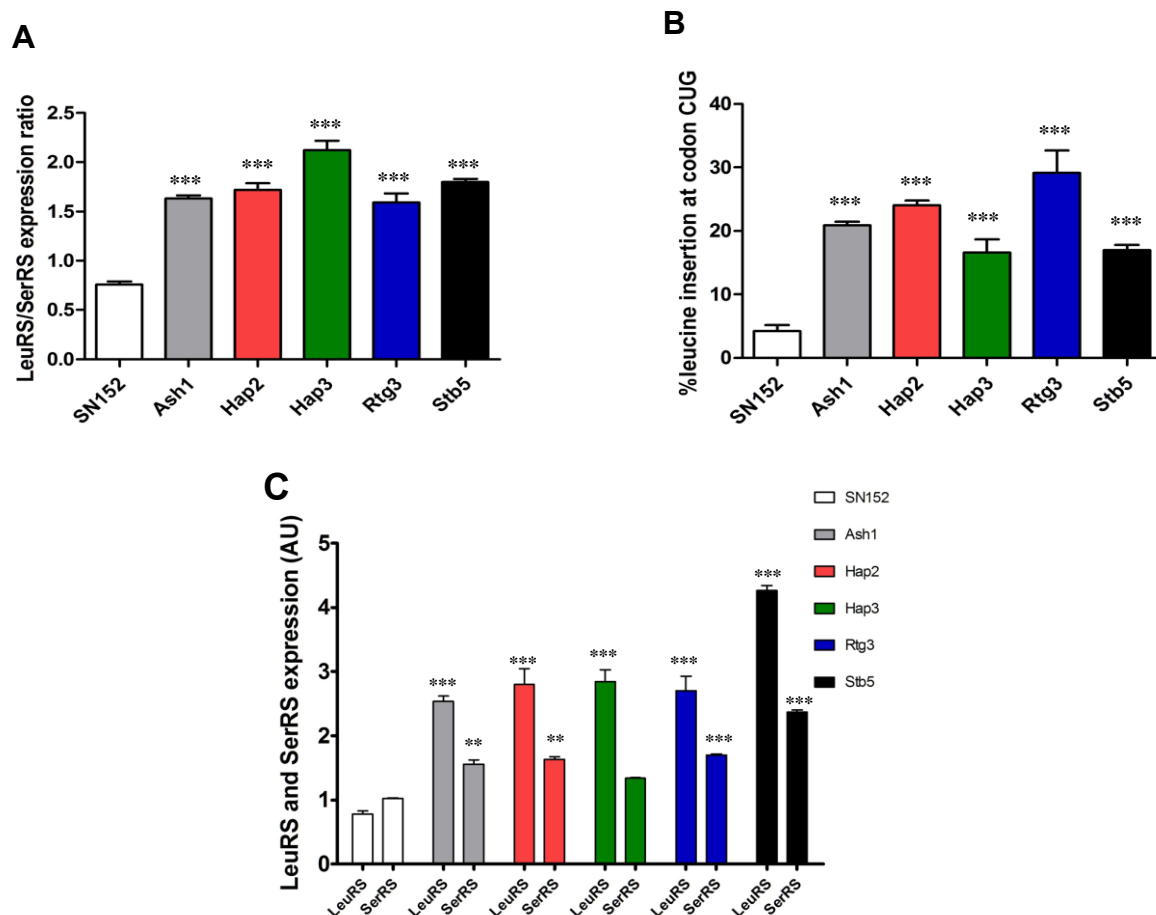 A
LeuRS/SerRS expression ratio
2.5
2.0
1.5
1.0
0.5
0.0
***
***
***
***
***
SN152
Ash1
Hap2
Hap3
Rtg3
Stb5
B
%leucine insertion at codon CUG
40
30
20
10
0
***
***
***
***
***
SN152
Ash1
Hap2
Hap3
Rtg3
Stb5
C
LeuRS and SerRS expression (AU)
5
4
3
2
1
0
***
**
***
**
***
***
***
***
***
LeuRS
SerRS
LeuRS
SerRS
LeuRS
SerRS
LeuRS
SerRS
LeuRS
SerRS
LeuRS
SerRS
SN152
Ash1
Hap2
Hap3
Rtg3
Stb5